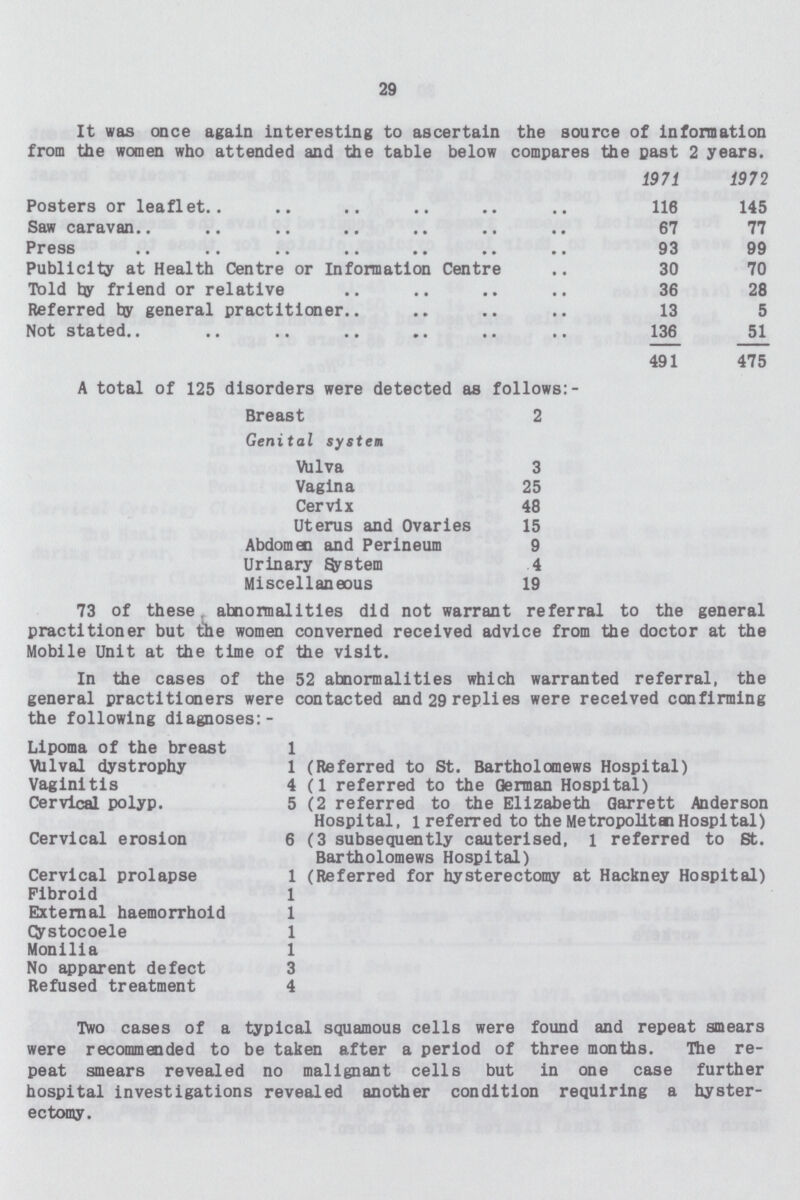 29
It was once again interesting to ascertain the source of information
from the women who attended and the table below compares the past 2 years.
1971 1972
Posters or leaflet.. .. .. .. .. .. 116 145
Saw caravan.. .. .. .. .. .. .. 67 77
Press .. .. .. .. .. .. .. 93 99
Publicity at Health Centre or Information Centre .. 30 70
Told by friend or relative .. .. .. .. 36 28
Referred by general practitioner.. .. .. .. 13 5
Not stated.. .. .. .. .. .. .. 136 51
491 475
A total of 125 disorders were detected as follows:-
Breast 2
Genital system
Vulva 3
Vagina 25
Cervix 48
Uterus and Ovaries 15
Abdomen and Perineum 9
Urinary System 4
Miscellaneous 19
73 of these abnormalities did not warrant referral to the general
practitioner but the women converned received advice from the doctor at the
Mobile Unit at the time of the visit.
In the cases of the 52 abnormalities which warranted referral, the
general practitioners were contacted and 29 replies were received confirming
the following diagnoses:-
Lipoma of the breast 1
Vulval dystrophy 1 (Referred to St. Bartholomews Hospital)
Vaginitis 4 (1 referred to the German Hospital)
Cervical polyp. 5 (2 referred to the Elizabeth Garrett Anderson
Hospital, 1 referred to the Metropolitan Hospital)
Cervical erosion 6 (3 subsequently cauterised, 1 referred to St.
Bartholomews Hospital)
Cervical prolapse 1 (Referred for hysterectomy at Hackney Hospital)
Fibroid 1
External haemorrhoid 1
Cystocoele 1
Monilia 1
No apparent defect 3
Refused treatment 4
Two cases of a typical squamous cells were found and repeat smears
were recommended to be taken after a period of three months. The re-
peat smears revealed no malignant cells but in one case further
hospital investigations revealed another condition requiring a hyster-
ectomy.